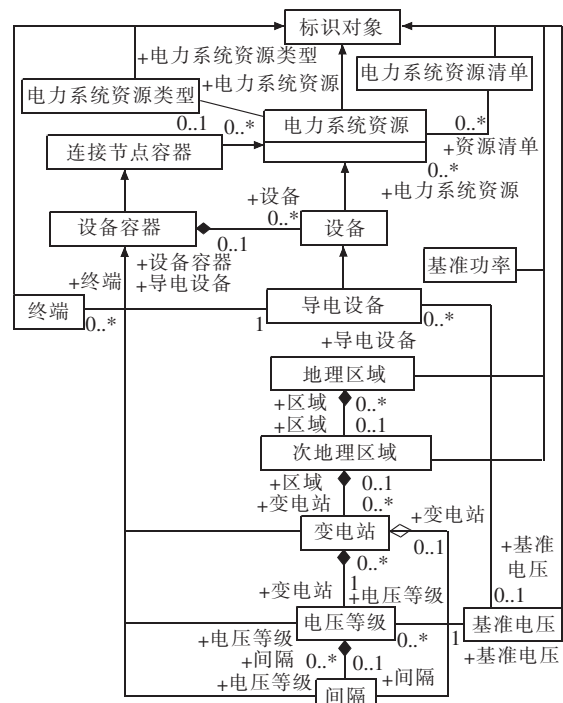 标识对象
+电力系统资源类型
+电力系统资源
电力系统资源清单
电力系统资源类型
0..1
0..*
电力系统资源
0..*
+资源清单
连接节点容器
0..*
+电力系统资源
+设备
0..*
设备容器
0..1
设备
+设备容器
+终端
+导电设备
基准功率
终端
0..*
1
导电设备
0..*
+导电设备
地理区域
+区域
0..*
+区域
0..1
次地理区域
+区域
0..1
+变电站
0..*
变电站
+变电站
0..1
0..*
+基准
电压
1
+变电站
+电压等级
0..1
电压等级
基准电压
+电压等级
0..*
1
+间隔
0..*
0..1
+基准电压
+电压等级
+间隔
间隔